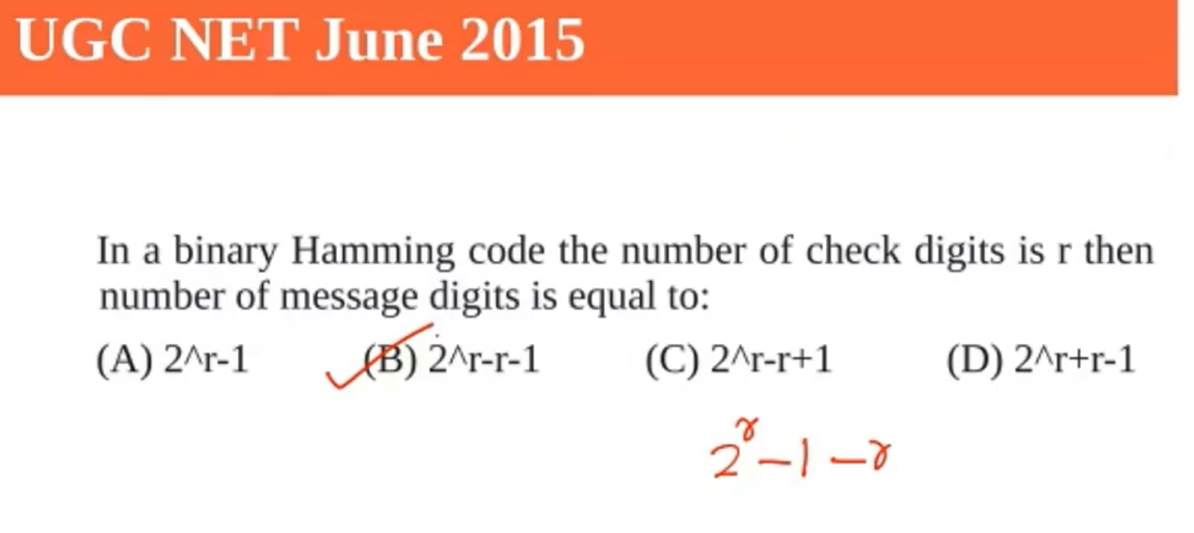 UGC NET June 2015
In a binary Hamming code the number of check digits is r then
number of message digits is equal to:
(A) 2^r-1 (B) 2^r-r-1 (C) 2^r-r+1 (D) 2^r+r-1
2^r-1-r